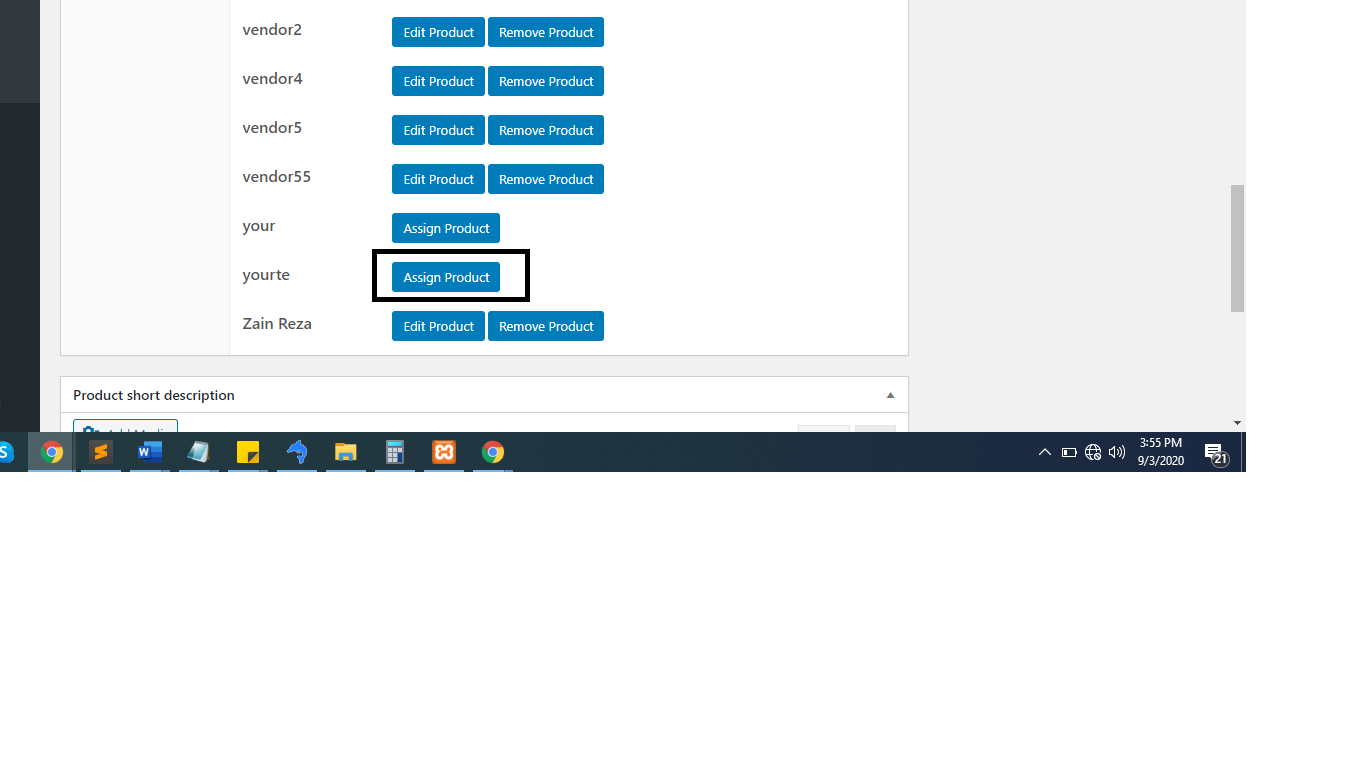 vendor2 Edit Product Remove Product
vendor4 Edit Product Remove Product
vendor5 Edit Product Remove Product
vendor55 Edit Product Remove Product
your Assign Product
yourte Assign Product
Zain Reza Edit Product Remove Product
Product short description
3:55 PM
9/3/2020
21